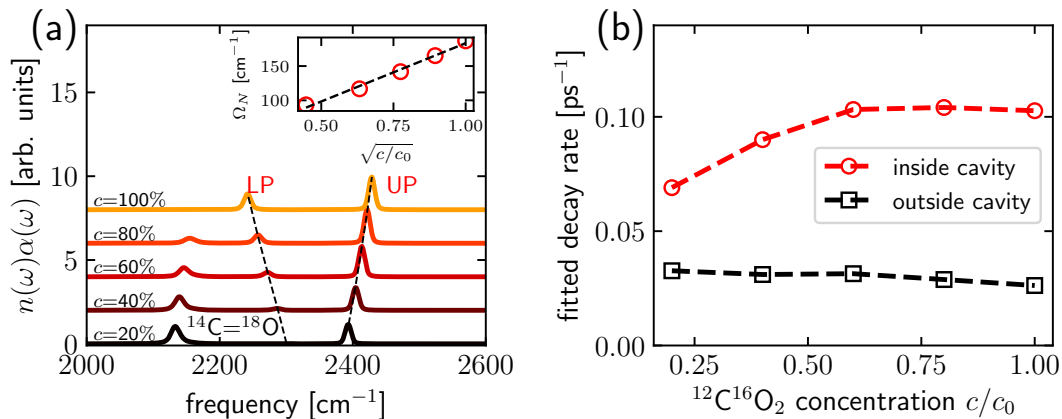 (a)
n(ω)α(ω) [arb. units]
15
10
5
0
Ω_N [cm⁻¹]
150
100
0.50 0.75 1.00
√c/c₀
LP
UP
c=100%
c=80%
c=60%
c=40%
c=20%
¹⁴C=¹⁸O
2000 2200 2400 2600
frequency [cm⁻¹]
(b)
fitted decay rate [ps⁻¹]
0.10
0.05
0.00
inside cavity
outside cavity
0.25 0.50 0.75 1.00
¹²C¹⁶O₂ concentration c/c₀